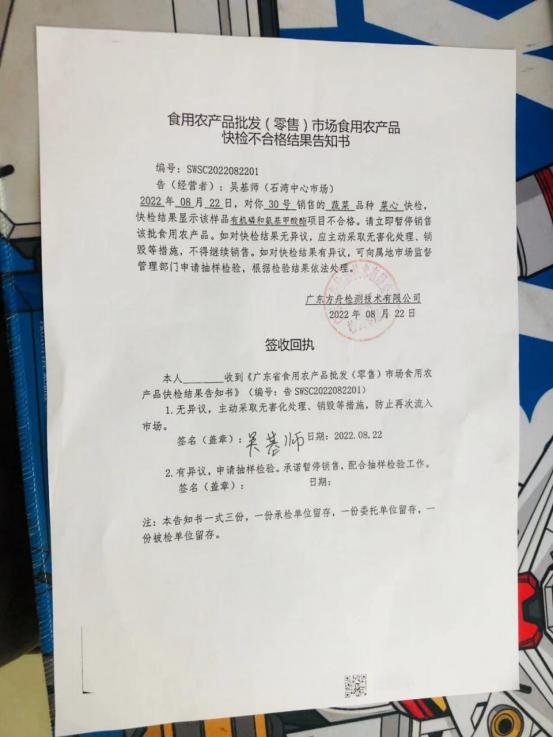 食用农产品批发（零售）市场食用农产品
快检不合格结果告知书
编号：SWSC2022082201
告（经营者）：吴基师（石湾中心市场）
2022 年 08 月 22 日，对你 30 号 销售的 蔬菜 品种 菜心 快检，
快检结果显示该样品有机磷和氨基甲酸酯项目不合格。请立即暂停销售
该批食用农产品。如对快检结果无异议，应主动采取无害化处理、销
毁等措施，不得继续销售。如对快检结果有异议，可向属地市场监督
管理部门申请抽样检验，根据检验结果依法处理。
广东方舟检测技术有限公司
2022 年 08 月 22 日
签收回执
本人______收到《广东省食用农产品批发（零售）市场食用农
产品快检结果告知书》（编号：告 SWSC2022082201）
1.无异议，主动采取无害化处理、销毁等措施，防止再次流入
市场。
签名（盖章）：吴基师 日期：2022.08.22
2.有异议，申请抽样检验。承诺暂停销售，配合抽样检验工作。
签名（盖章）： 日期：
注：本告知书一式三份，一份承检单位留存，一份委托单位留存，一
份被检单位留存。